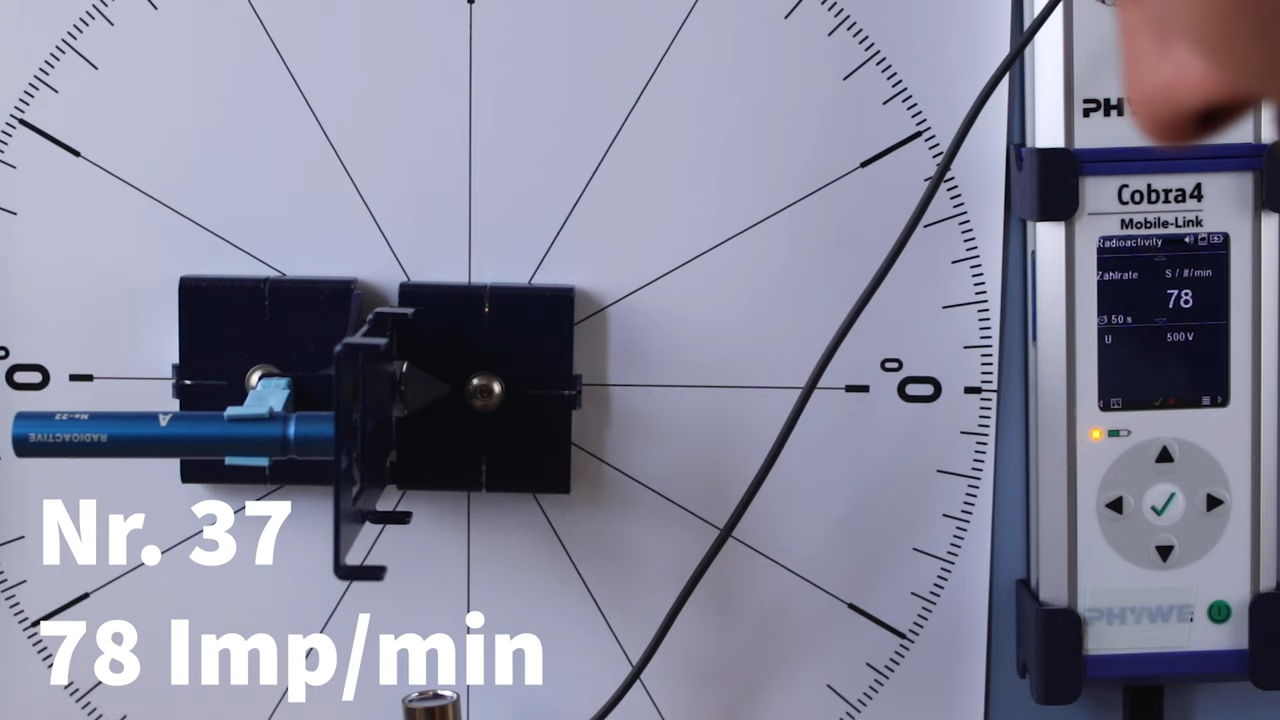 PH
Cobra4
Mobile-Link
Radioactivity
Zählrate S / #/min
78
50 s
U 500 V
0°
0°
Na-22 A
RADIOACTIVE
Nr. 37
78 Imp/min
PHYWE